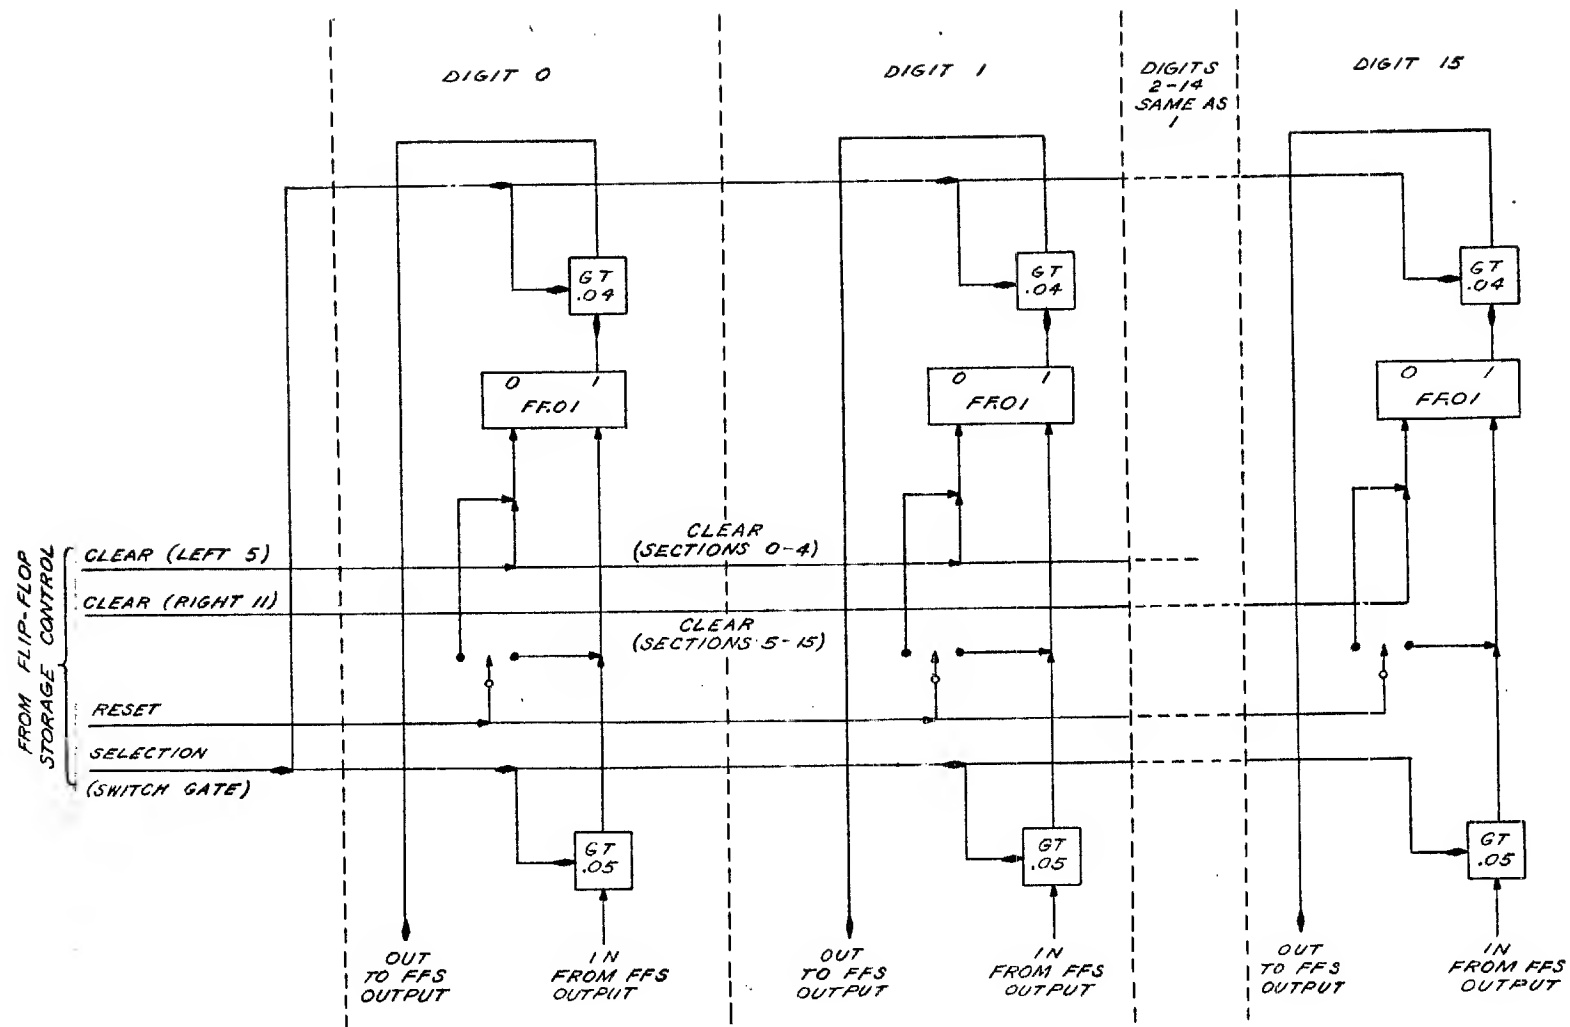 DIGIT 0
DIGIT 1
DIGITS
2-14
SAME AS
1
DIGIT 15
GT
.04
GT
.04
GT
.04
0 1
FF.01
0 1
FF.01
0 1
FF.01
FROM FLIP-FLOP
STORAGE CONTROL
CLEAR (LEFT 5)
CLEAR
(SECTIONS 0-4)
CLEAR (RIGHT 11)
CLEAR
(SECTIONS 5-15)
RESET
SELECTION
(SWITCH GATE)
GT
.05
GT
.05
GT
.05
OUT
TO FFS
OUTPUT
IN
FROM FFS
OUTPUT
OUT
TO FFS
OUTPUT
IN
FROM FFS
OUTPUT
OUT
TO FFS
OUTPUT
IN
FROM FFS
OUTPUT